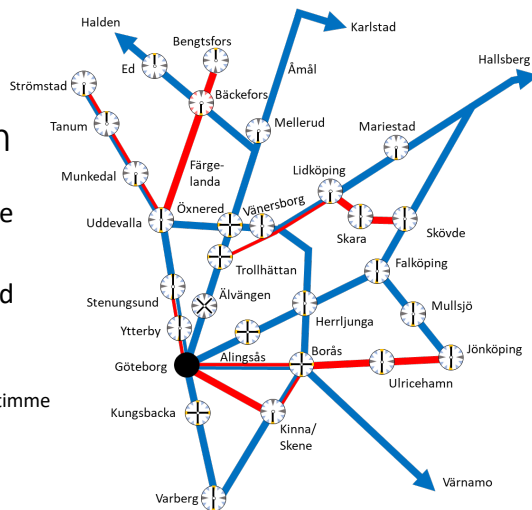 Halden
Karlstad
Bengtsfors
Hallsberg
Ed
Åmål
Strömstad
Bäckefors
Tanum
Mellerud
Mariestad
n
Färge-
landa
Lidköping
Munkedal
e
Öxnered
Vänersborg
Uddevalla
Skara
Skövde
Trollhättan
Falköping
d
Stenungsund
Älvängen
Mullsjö
Ytterby
Herrljunga
Alingsås
Borås
Jönköping
Göteborg
Ulricehamn
timme
Kungsbacka
Kinna/
Skene
Värnamo
Varberg